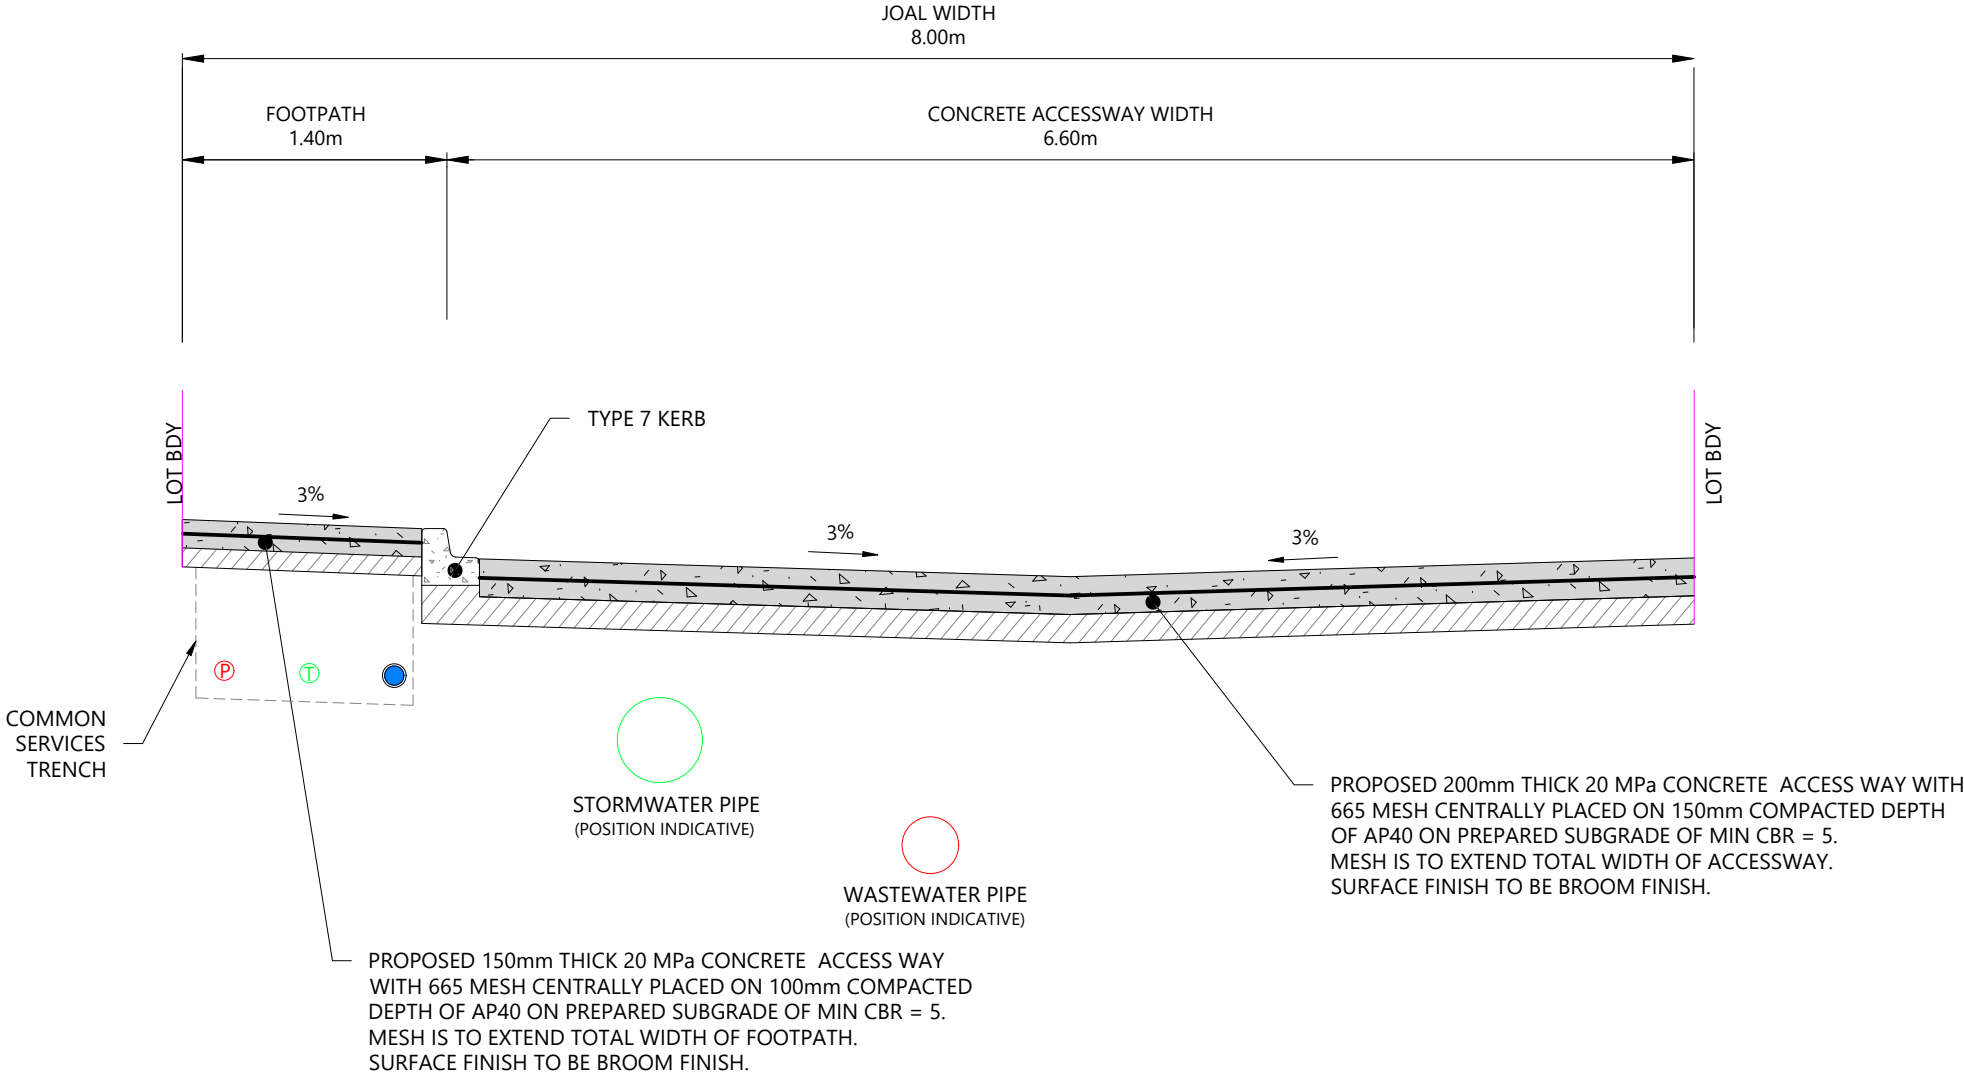 JOAL WIDTH
8.00m
FOOTPATH
1.40m
CONCRETE ACCESSWAY WIDTH
6.60m
TYPE 7 KERB
LOT BDY
LOT BDY
3%
3%
3%
P
T
COMMON
SERVICES
TRENCH
STORMWATER PIPE
(POSITION INDICATIVE)
WASTEWATER PIPE
(POSITION INDICATIVE)
PROPOSED 200mm THICK 20 MPa CONCRETE ACCESS WAY WITH
665 MESH CENTRALLY PLACED ON 150mm COMPACTED DEPTH
OF AP40 ON PREPARED SUBGRADE OF MIN CBR = 5.
MESH IS TO EXTEND TOTAL WIDTH OF ACCESSWAY.
SURFACE FINISH TO BE BROOM FINISH.
PROPOSED 150mm THICK 20 MPa CONCRETE ACCESS WAY
WITH 665 MESH CENTRALLY PLACED ON 100mm COMPACTED
DEPTH OF AP40 ON PREPARED SUBGRADE OF MIN CBR = 5.
MESH IS TO EXTEND TOTAL WIDTH OF FOOTPATH.
SURFACE FINISH TO BE BROOM FINISH.